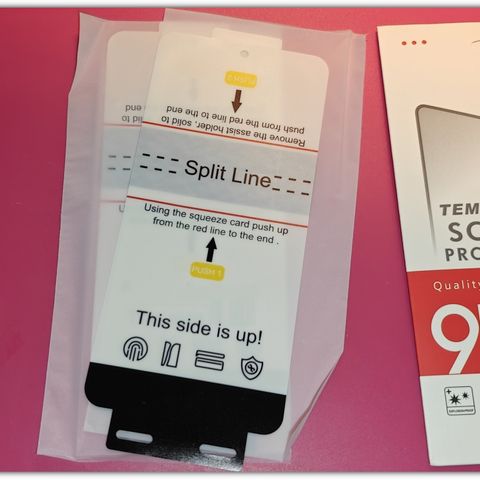 PUSH 2
Remove the assist holder, solid to
push from the red line to the end
Split Line
Using the squeeze card push up
from the red line to the end .
PUSH 1
This side is up!
TEM
SC
PRO
Quality
9
EXPLOSION-PROOF